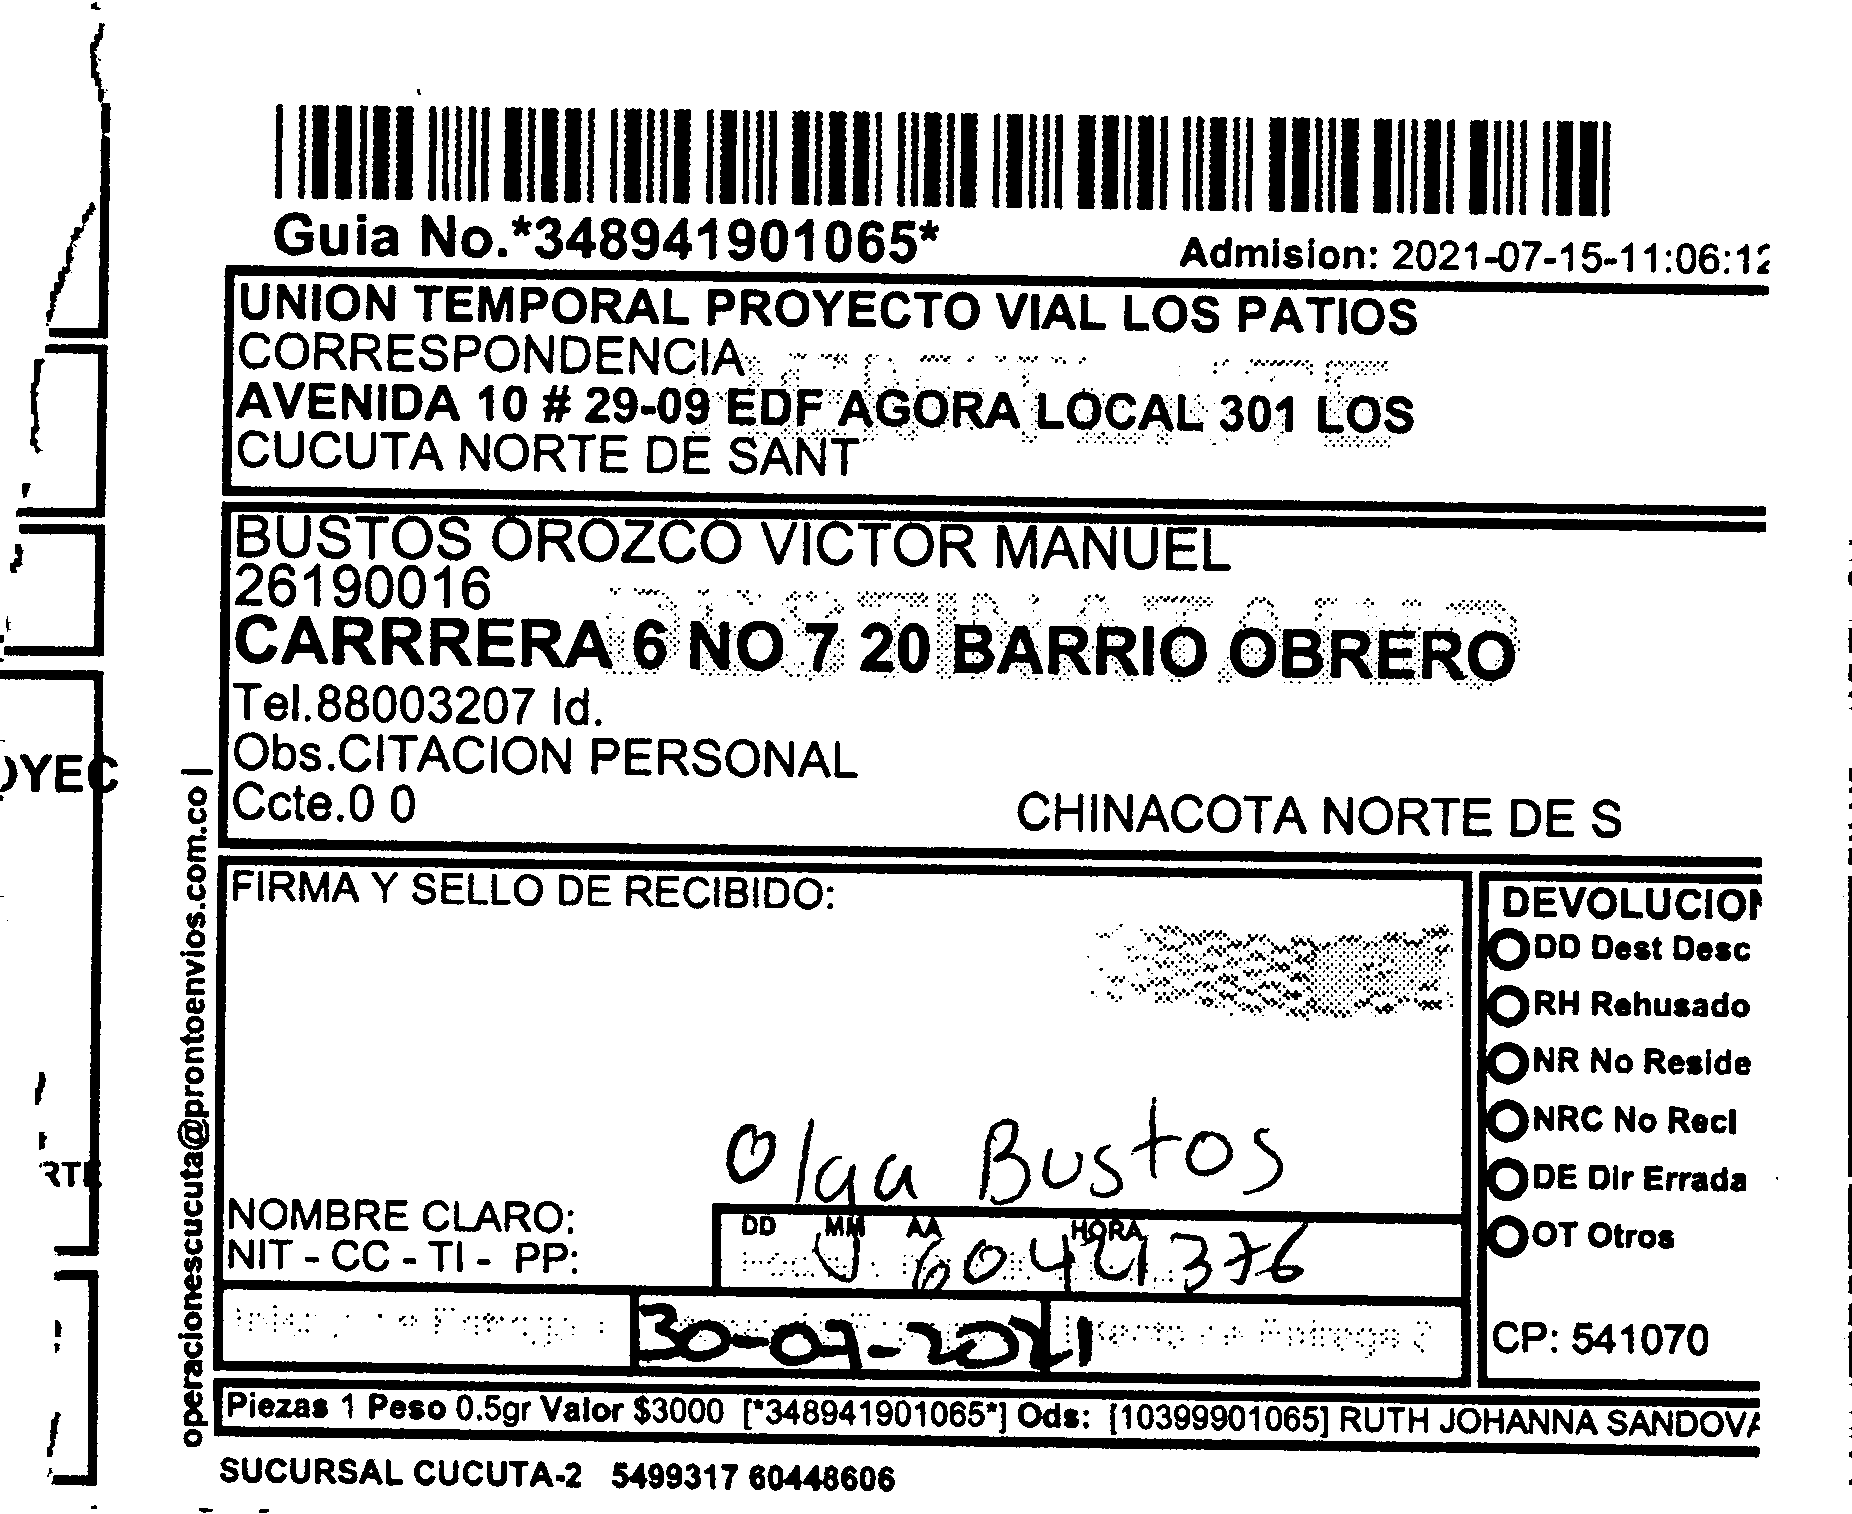 Guia No.*348941901065*
Admision: 2021-07-15-11:06:12
UNION TEMPORAL PROYECTO VIAL LOS PATIOS
CORRESPONDENCIA
AVENIDA 10 # 29-09 EDF AGORA LOCAL 301 LOS
CUCUTA NORTE DE SANT
BUSTOS OROZCO VICTOR MANUEL
26190016
DESTINATARIO
CARRRERA 6 NO 7 20 BARRIO OBRERO
Tel.88003207 Id.
Obs.CITACION PERSONAL
Ccte.0 0
CHINACOTA NORTE DE S
OYEC
RTE
operacionescucuta@prontoenvios.com.co |
FIRMA Y SELLO DE RECIBIDO:
Olga Bustos
NOMBRE CLARO:
NIT - CC - TI - PP:
DD MM AA HORA
60421376
30-07-2021
DEVOLUCION
DD Dest Desc
RH Rehusado
NR No Reside
NRC No Recl
DE Dir Errada
OT Otros
CP: 541070
Piezas 1 Peso 0.5gr Valor $3000 [*348941901065*] Ods: [10399901065] RUTH JOHANNA SANDOVA
SUCURSAL CUCUTA-2 5499317 60448606